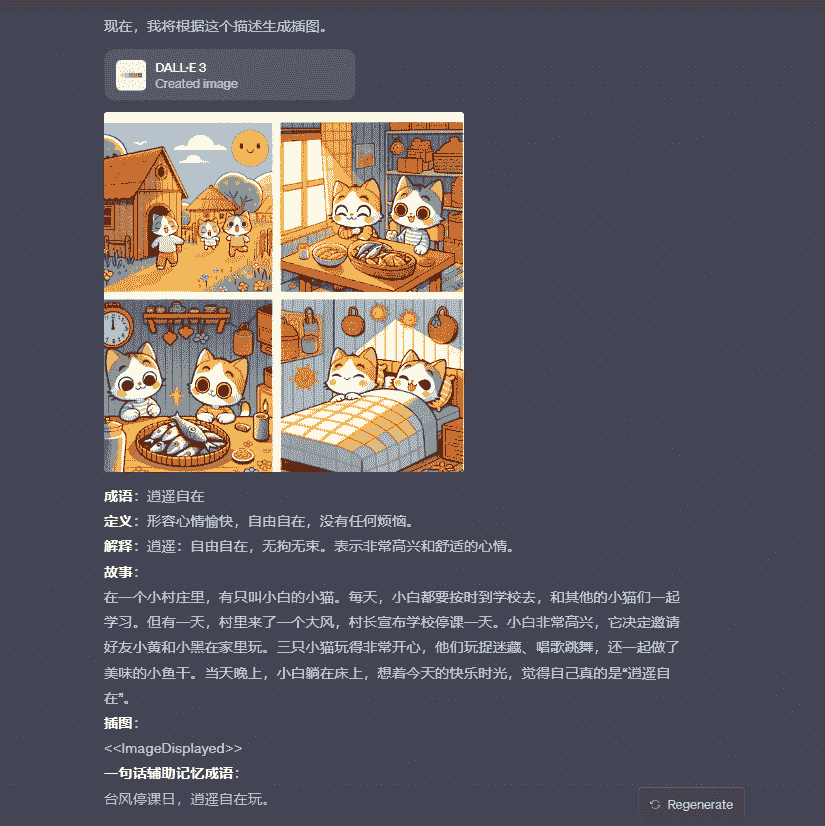 现在，我将根据这个描述生成插图。
DALL·E 3
Created image
成语：逍遥自在
定义：形容心情愉快，自由自在，没有任何烦恼。
解释：逍遥：自由自在，无拘无束。表示非常高兴和舒适的心情。
故事：
在一个小村庄里，有只叫小白的小猫。每天，小白都要按时到学校去，和其他的小猫们一起
学习。但有一天，村里来了一个大风，村长宣布学校停课一天。小白非常高兴，它决定邀请
好友小黄和小黑在家里玩。三只小猫玩得非常开心，他们玩捉迷藏、唱歌跳舞，还一起做了
美味的小鱼干。当天晚上，小白躺在床上，想着今天的快乐时光，觉得自己真的是“逍遥自
在”。
插图：
<<ImageDisplayed>>
一句话辅助记忆成语：
台风停课日，逍遥自在玩。
Regenerate